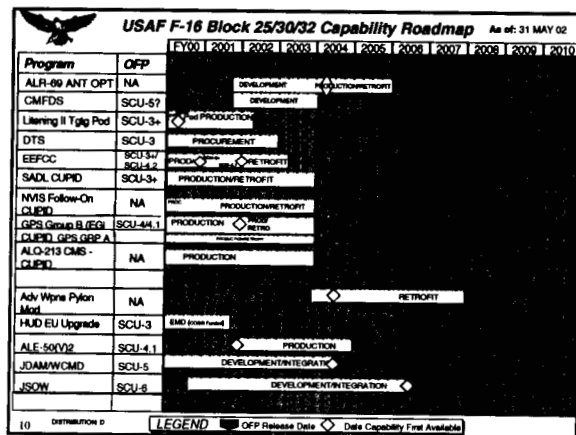 USAF F-16 Block 25/30/32 Capability Roadmap As of: 31 MAY 02
FY00 2001 2002 2003 2004 2005 2006 2007 2008 2009 2010
Program OFP
ALR-69 ANT OPT NA DEVELOPMENT PRODUCTION/RETROFIT
CMFDS SCU-5? DEVELOPMENT
Litening II Tgtg Pod SCU-3+ Pod PRODUCTION
DTS SCU-3 PROCUREMENT
EEFCC SCU-3+/ SCU-4.2 RETROFIT
SADL CUPID SCU-3+ PRODUCTION/RETROFIT
NVIS Follow-On
CUPID NA PRODUCTION/RETROFIT
GPS Group B (EGI SCU-4/4.1 PRODUCTION PROD/ RETRO
CUPID GPS GRP A PRODUCTION/RETROFIT
ALQ-213 CMS -
CUPID NA PRODUCTION
Adv Wpns Pylon
Mod NA RETROFIT
HUD EU Upgrade SCU-3 EMD
ALE-50(V)2 SCU-4.1 PRODUCTION
JDAM/WCMD SCU-5 DEVELOPMENT/INTEGRATION
JSOW SCU-6 DEVELOPMENT/INTEGRATION
10 DISTRIBUTION D LEGEND OFP Release Date Date Capability First Available